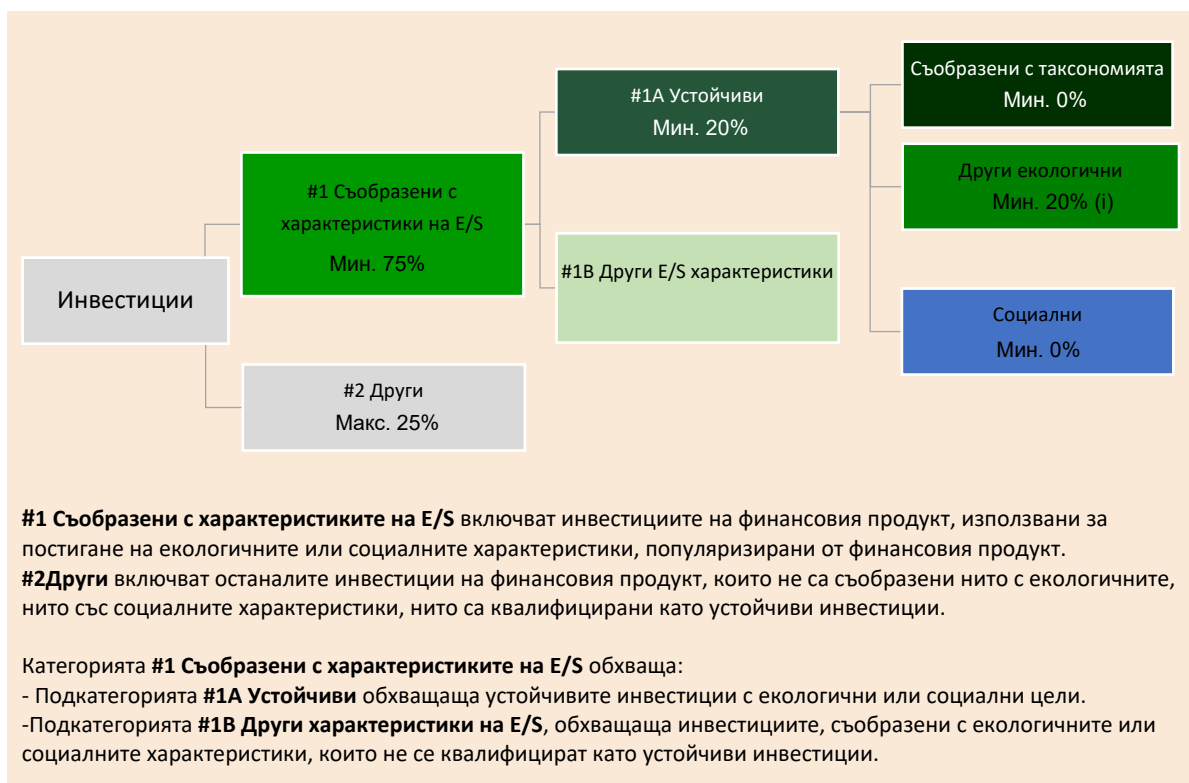 Инвестиции
#1 Съобразени с
характеристики на E/S
Мин. 75%
#2 Други
Макс. 25%
#1A Устойчиви
Мин. 20%
#1B Други E/S характеристики
Съобразени с таксономията
Мин. 0%
Други екологични
Мин. 20% (i)
Социални
Мин. 0%
#1 Съобразени с характеристиките на E/S включват инвестициите на финансовия продукт, използвани за
постигане на екологичните или социалните характеристики, популяризирани от финансовия продукт.
#2Други включват останалите инвестиции на финансовия продукт, които не са съобразени нито с екологичните,
нито със социалните характеристики, нито са квалифицирани като устойчиви инвестиции.
Категорията #1 Съобразени с характеристиките на E/S обхваща:
- Подкатегорията #1A Устойчиви обхващаща устойчивите инвестиции с екологични или социални цели.
-Подкатегорията #1B Други характеристики на E/S, обхващаща инвестициите, съобразени с екологичните или
социалните характеристики, които не се квалифицират като устойчиви инвестиции.